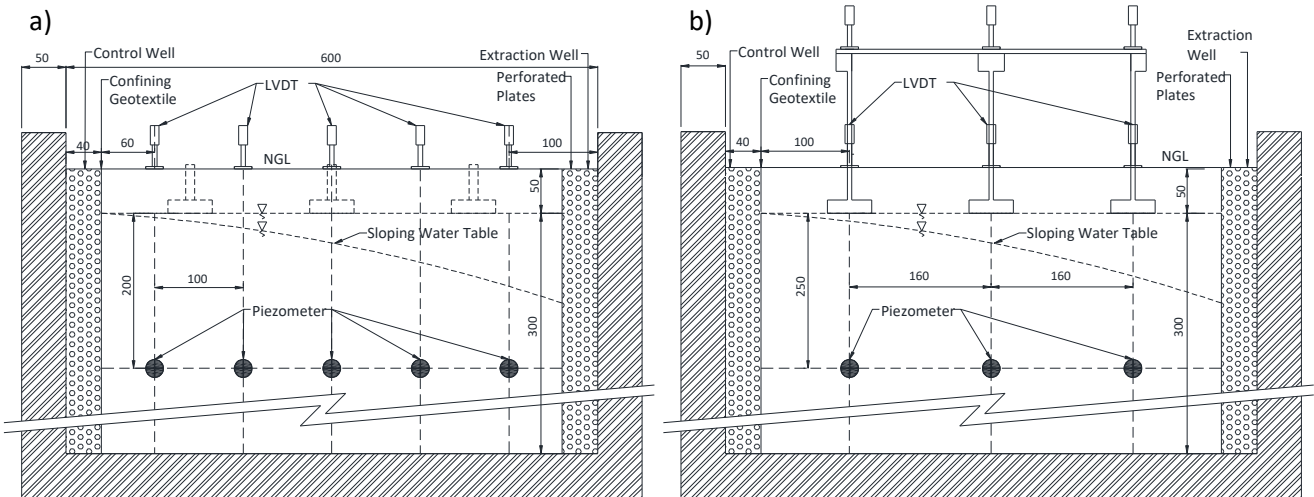 a)
50
Control Well
600
Extraction Well
Confining
Geotextile
LVDT
Perforated
Plates
40
60
100
NGL
50
Sloping Water Table
200
100
Piezometer
300
b)
50
Control Well
Extraction
Well
Confining
Geotextile
LVDT
Perforated
Plates
40
100
NGL
50
Sloping Water Table
250
160
160
Piezometer
300